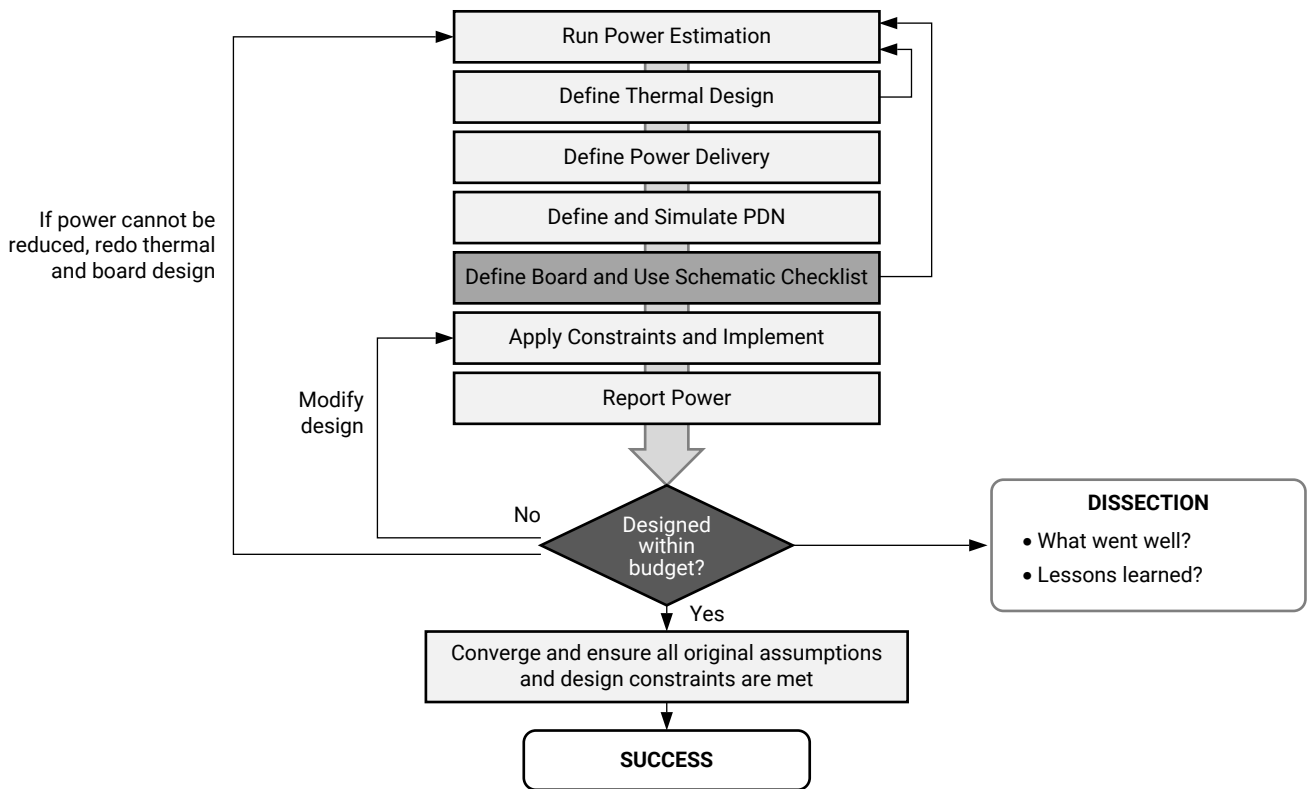 Run Power Estimation
Define Thermal Design
Define Power Delivery
Define and Simulate PDN
Define Board and Use Schematic Checklist
Apply Constraints and Implement
Report Power
If power cannot be
reduced, redo thermal
and board design
Modify
design
No
Designed
within
budget?
DISSECTION
• What went well?
• Lessons learned?
Yes
Converge and ensure all original assumptions
and design constraints are met
SUCCESS